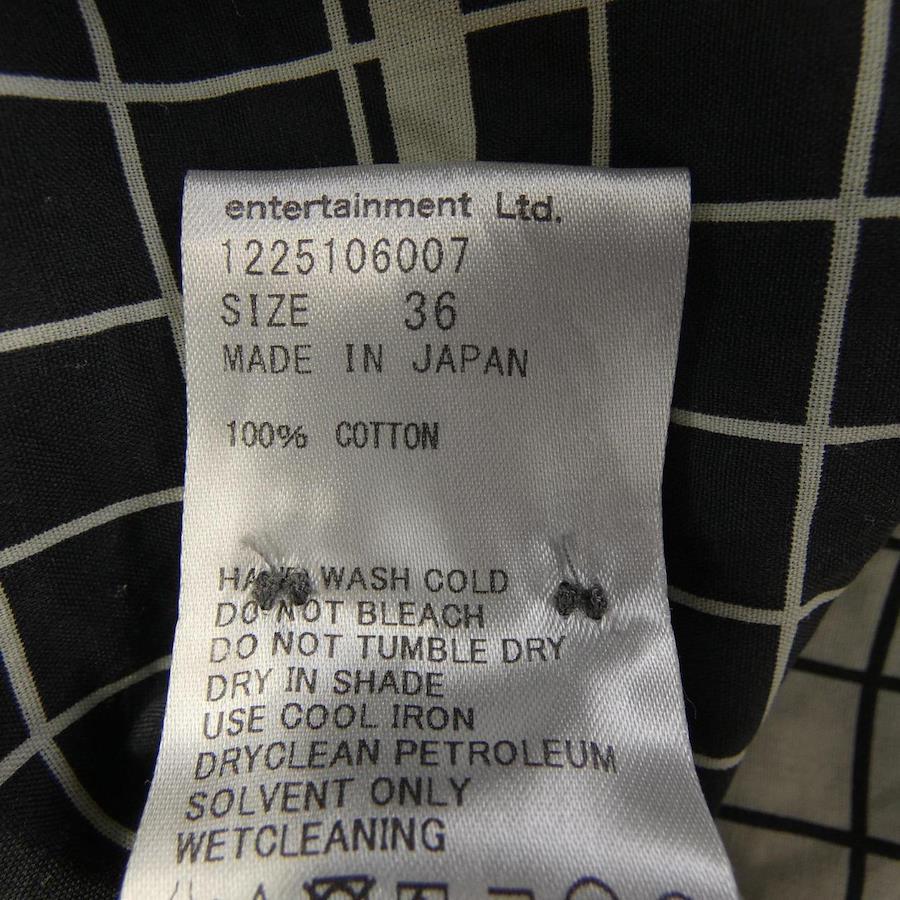 entertainment Ltd.
1225106007
SIZE 36
MADE IN JAPAN
100% COTTON
WASH COLD
DO NOT BLEACH
DO NOT TUMBLE DRY
DRY IN SHADE
USE COOL IRON
DRYCLEAN PETROLEUM
SOLVENT ONLY
WETCLEANING